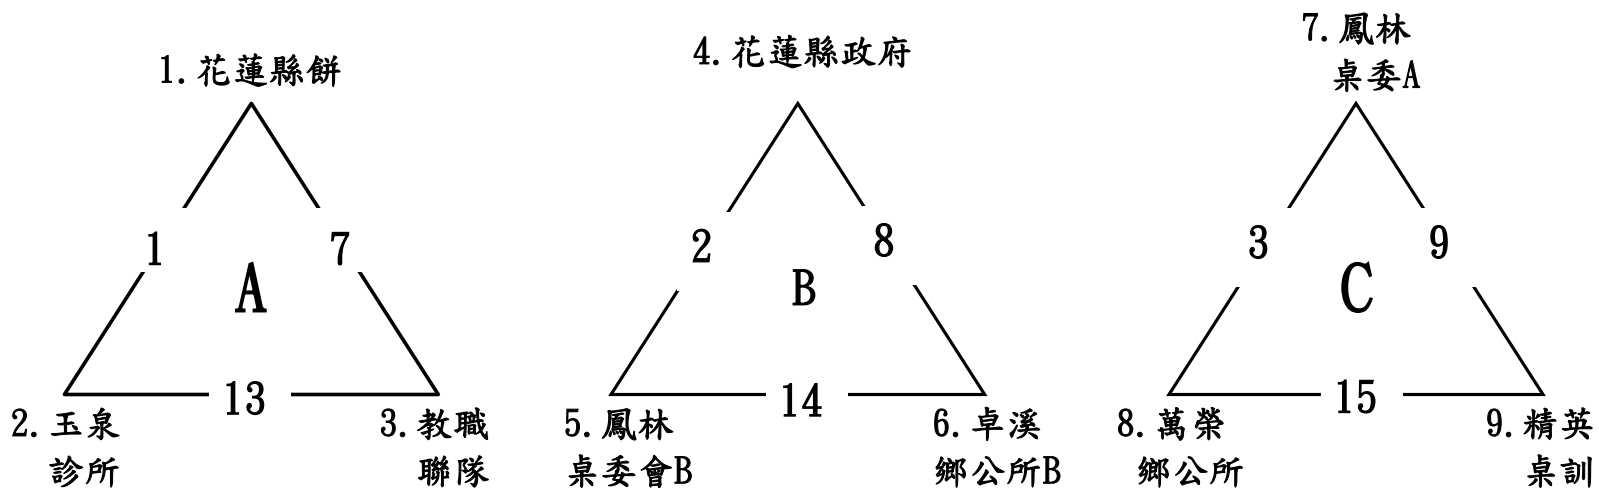 1.花蓮縣餅
1
7
A
13
2.玉泉
診所
3.教職
聯隊
4.花蓮縣政府
2
8
B
14
5.鳳林
桌委會B
6.卓溪
鄉公所B
7.鳳林
桌委A
3
9
C
15
8.萬榮
鄉公所
9.精英
桌訓